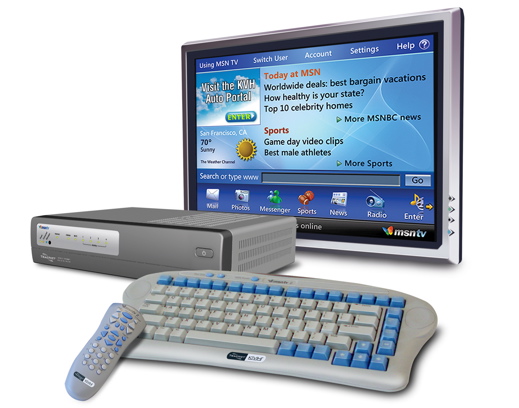 Using MSN TV Switch User Account Settings Help ?
Visit the KVH
Auto Portal
ENTER
San Francisco, CA
70°
Sunny
The Weather Channel
Today at MSN
Worldwide deals: best bargain vacations
How healthy is your state?
Top 10 celebrity homes
More MSNBC news
Sports
Game day video clips
Best male athletes
More Sports
Search or type www Go
Mail Photos Messenger Sports News Radio Enter
s online
msn tv